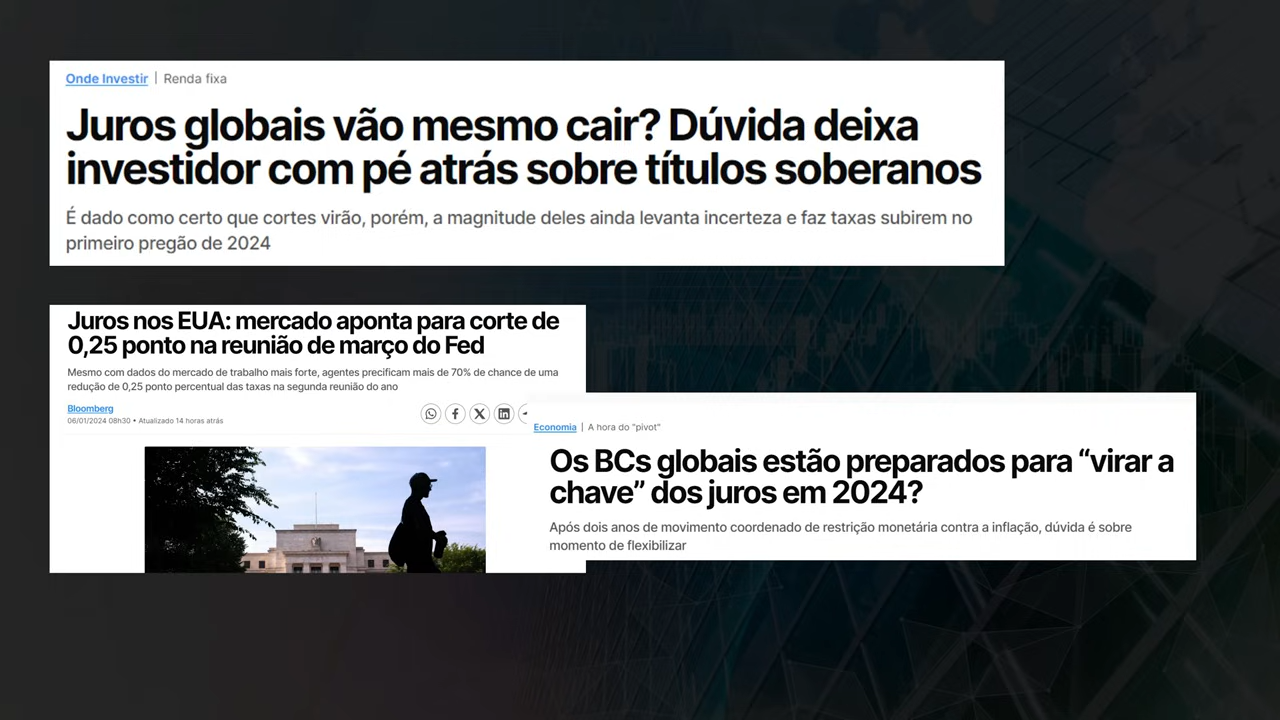 Onde Investir | Renda fixa
Juros globais vão mesmo cair? Dúvida deixa
investidor com pé atrás sobre títulos soberanos
É dado como certo que cortes virão, porém, a magnitude deles ainda levanta incerteza e faz taxas subirem no
primeiro pregão de 2024
Juros nos EUA: mercado aponta para corte de
0,25 ponto na reunião de março do Fed
Mesmo com dados do mercado de trabalho mais forte, agentes precificam mais de 70% de chance de uma
redução de 0,25 ponto percentual das taxas na segunda reunião do ano
Bloomberg
06/01/2024 08h30 • Atualizado 14 horas atrás
Economia | A hora do "pivot"
Os BCs globais estão preparados para “virar a
chave” dos juros em 2024?
Após dois anos de movimento coordenado de restrição monetária contra a inflação, dúvida é sobre
momento de flexibilizar